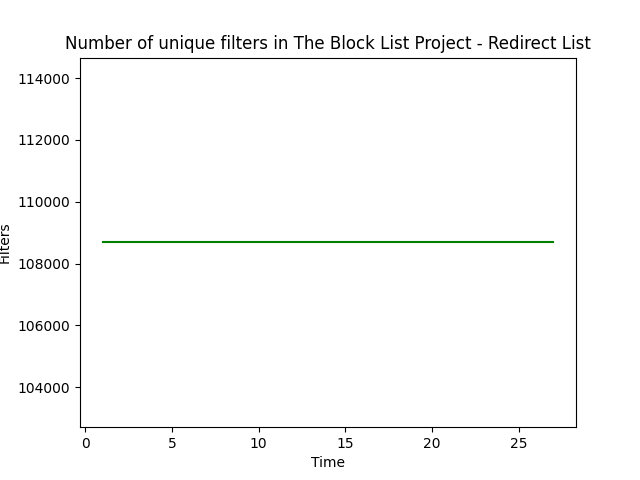 Number of unique filters in The Block List Project - Redirect List
114000
112000
110000
108000
106000
104000
Filters
0 5 10 15 20 25
Time